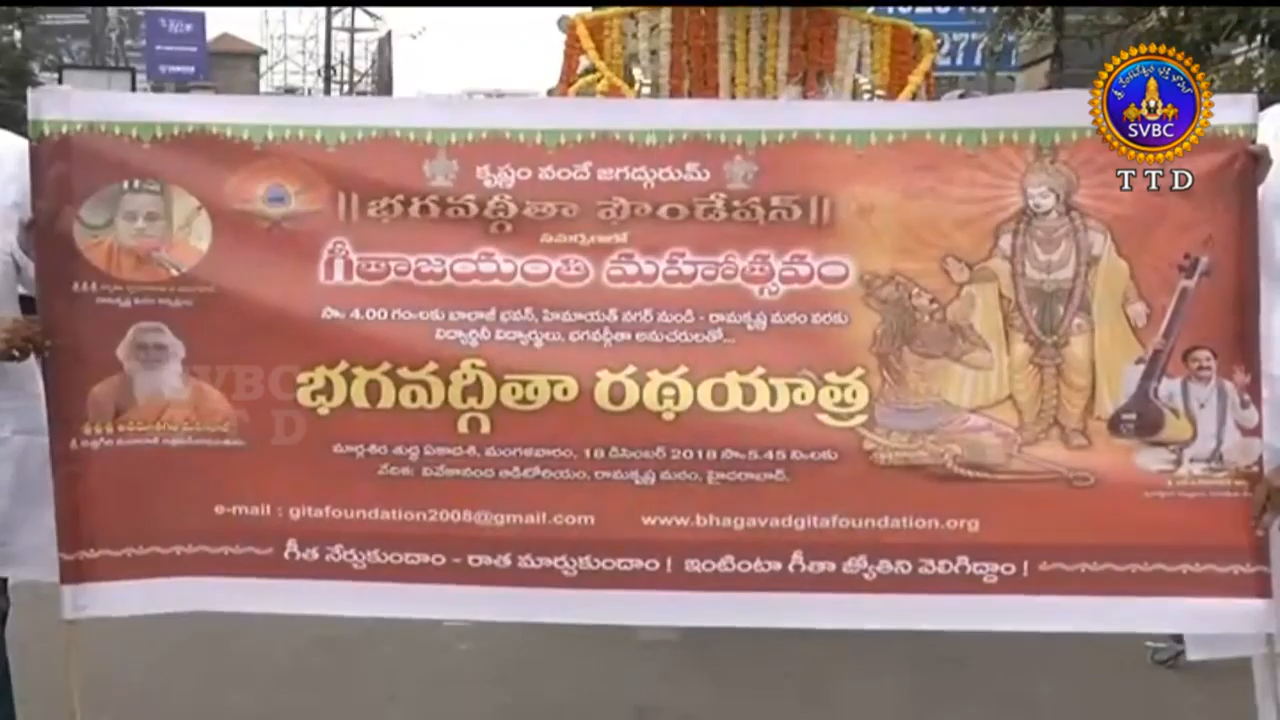 SVBC
TTD
కృష్ణం వందే జగద్గురుమ్
||భగవద్గీతా ఫౌండేషన్||
గీతాజయంతి మహోత్సవం
సా॥ 4.00 గం॥లకు బాలాజీ భవన్, హిమాయత్ నగర్ నుండి - రామకృష్ణ మఠం వరకు
విద్యార్థినీ విద్యార్థులు, భగవద్గీతా అనుచరులతో...
భగవద్గీతా రథయాత్ర
మార్గశిర శుద్ధ ఏకాదశి, మంగళవారం, 18 డిసెంబర్ 2018 సా॥5.45 ని॥లకు
వేదిక: వివేకానంద ఆడిటోరియం, రామకృష్ణ మఠం, హైదరాబాద్.
e-mail : gitafoundation2008@gmail.com www.bhagavadgitafoundation.org
గీత నేర్చుకుందాం - రాత మార్చుకుందాం ! ఇంటింటా గీతా జ్యోతిని వెలిగిద్దాం !